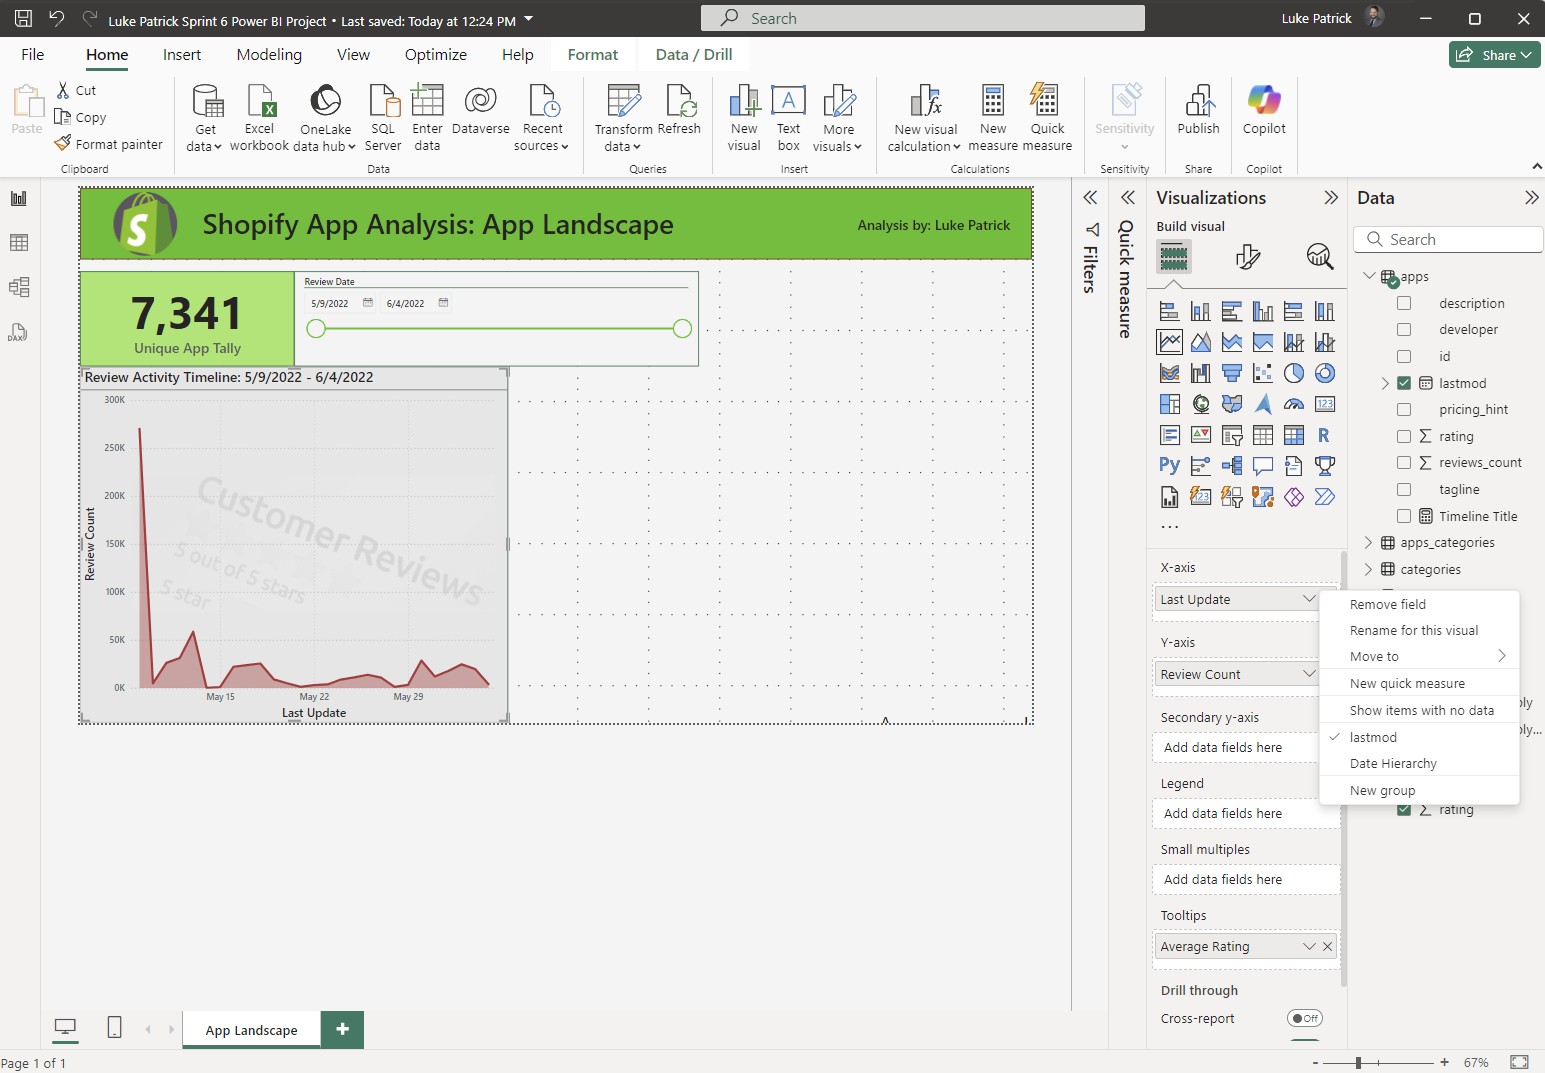 Luke Patrick Sprint 6 Power BI Project • Last saved: Today at 12:24 PM
Search
Luke Patrick
File
Home
Insert
Modeling
View
Optimize
Help
Format
Data / Drill
Share
Paste
Cut
Copy
Format painter
Clipboard
Get data
Excel workbook
OneLake data hub
SQL Server
Enter data
Dataverse
Recent sources
Data
Transform data
Refresh
Queries
New visual
Text box
More visuals
Insert
New visual calculation
New measure
Quick measure
Calculations
Sensitivity
Sensitivity
Publish
Share
Copilot
Copilot
Shopify App Analysis: App Landscape
Analysis by: Luke Patrick
7,341
Unique App Tally
Review Date
5/9/2022
6/4/2022
Review Activity Timeline: 5/9/2022 - 6/4/2022
300K
250K
200K
150K
100K
50K
0K
Review Count
Customer Reviews
5 out of 5 stars
5 star
May 15
May 22
May 29
Last Update
Filters
Quick measure
Visualizations
Build visual
123
R
Py
123
...
X-axis
Last Update
Y-axis
Review Count
Secondary y-axis
Add data fields here
Legend
Add data fields here
Small multiples
Add data fields here
Tooltips
Average Rating
Drill through
Cross-report
Off
Data
Search
apps
description
developer
id
lastmod
pricing_hint
rating
reviews_count
tagline
Timeline Title
apps_categories
categories
Remove field
Rename for this visual
Move to
New quick measure
Show items with no data
lastmod
Date Hierarchy
New group
rating
App Landscape
Page 1 of 1
67%